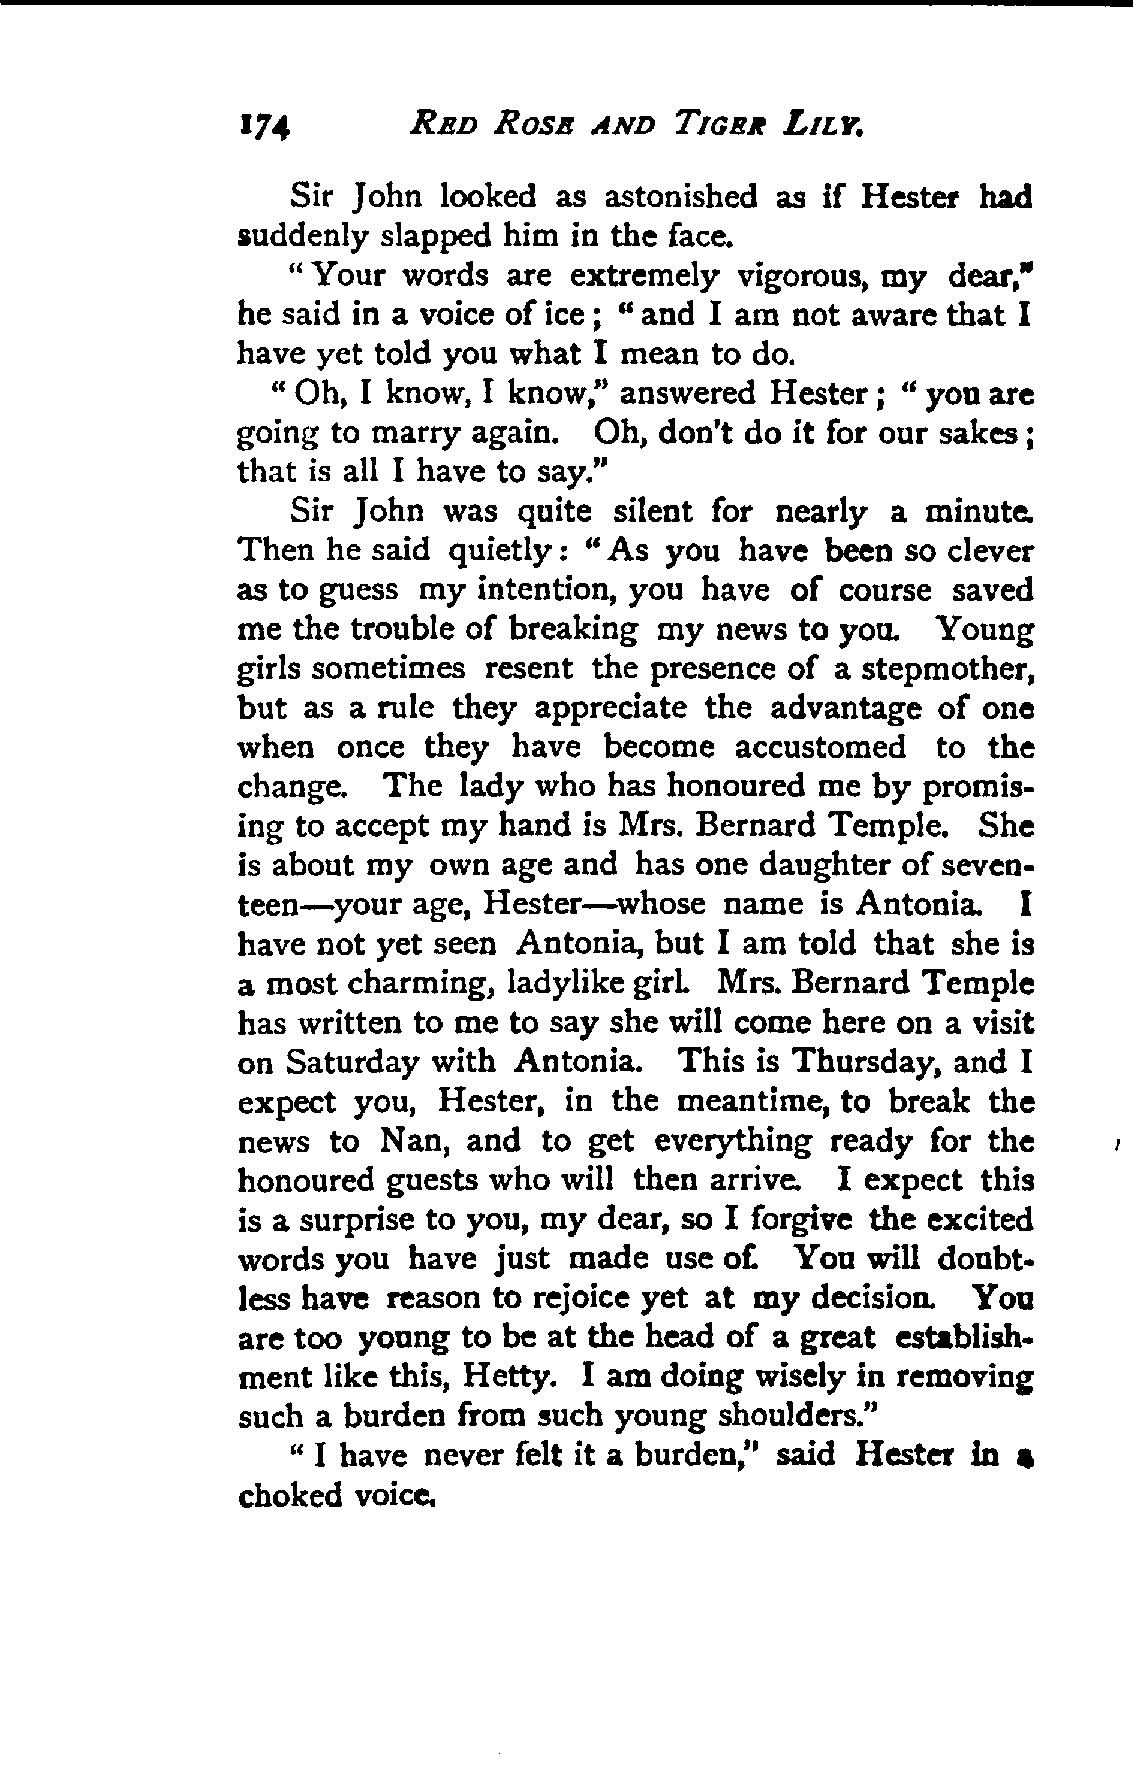 174 RED ROSE AND TIGER LILY.
Sir John looked as astonished as if Hester had
suddenly slapped him in the face.
"Your words are extremely vigorous, my dear,"
he said in a voice of ice; "and I am not aware that I
have yet told you what I mean to do.
"Oh, I know, I know," answered Hester; "you are
going to marry again. Oh, don't do it for our sakes;
that is all I have to say."
Sir John was quite silent for nearly a minute.
Then he said quietly: "As you have been so clever
as to guess my intention, you have of course saved
me the trouble of breaking my news to you. Young
girls sometimes resent the presence of a stepmother,
but as a rule they appreciate the advantage of one
when once they have become accustomed to the
change. The lady who has honoured me by promis-
ing to accept my hand is Mrs. Bernard Temple. She
is about my own age and has one daughter of seven-
teen—your age, Hester—whose name is Antonia. I
have not yet seen Antonia, but I am told that she is
a most charming, ladylike girl. Mrs. Bernard Temple
has written to me to say she will come here on a visit
on Saturday with Antonia. This is Thursday, and I
expect you, Hester, in the meantime, to break the
news to Nan, and to get everything ready for the
honoured guests who will then arrive. I expect this
is a surprise to you, my dear, so I forgive the excited
words you have just made use of. You will doubt-
less have reason to rejoice yet at my decision. You
are too young to be at the head of a great establish-
ment like this, Hetty. I am doing wisely in removing
such a burden from such young shoulders."
"I have never felt it a burden," said Hester in a
choked voice.